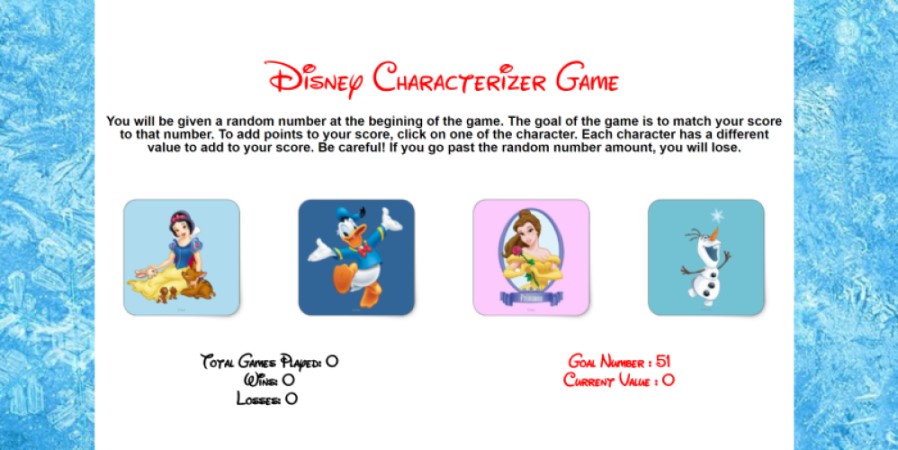 Disney Characterizer Game
You will be given a random number at the begining of the game. The goal of the game is to match your score
to that number. To add points to your score, click on one of the character. Each character has a different
value to add to your score. Be careful! If you go past the random number amount, you will lose.
Princess
Total Games Played: 0
Wins: 0
Losses: 0
Goal Number : 51
Current Value : 0